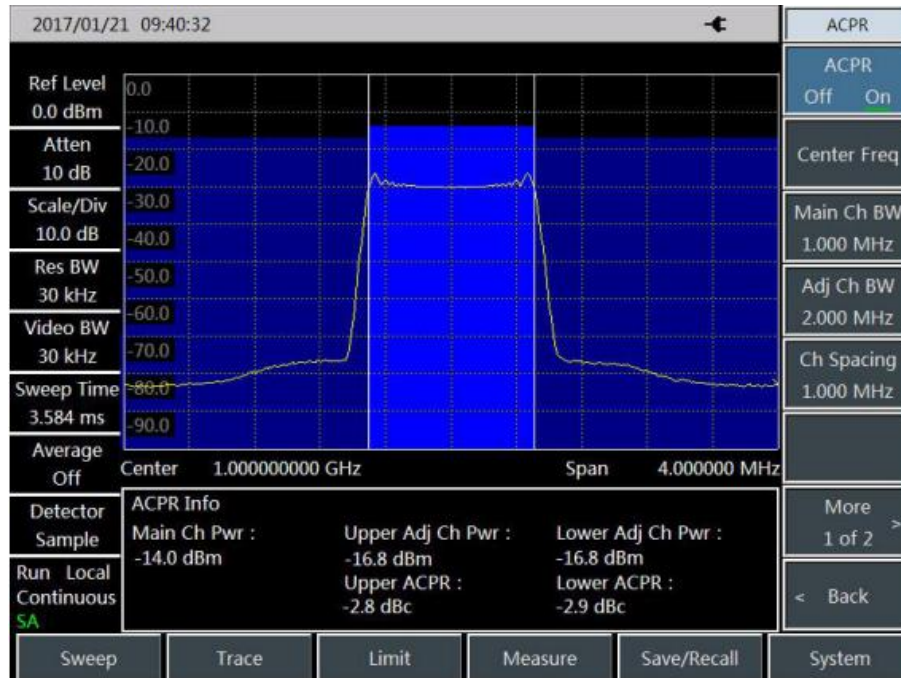 2017/01/21 09:40:32
ACPR
Ref Level
0.0 dBm
Atten
10 dB
Scale/Div
10.0 dB
Res BW
30 kHz
Video BW
30 kHz
Sweep Time
3.584 ms
Average
Off
Detector
Sample
Run Local
Continuous
SA
0.0
-10.0
-20.0
-30.0
-40.0
-50.0
-60.0
-70.0
-80.0
-90.0
Center 1.0000000000 GHz Span 4.000000 MHz
ACPR Info
Main Ch Pwr : Upper Adj Ch Pwr : Lower Adj Ch Pwr :
-14.0 dBm -16.8 dBm -16.8 dBm
Upper ACPR : Lower ACPR :
-2.8 dBc -2.9 dBc
ACPR
Off On
Center Freq
Main Ch BW
1.000 MHz
Adj Ch BW
2.000 MHz
Ch Spacing
1.000 MHz
More >
1 of 2
< Back
Sweep Trace Limit Measure Save/Recall System